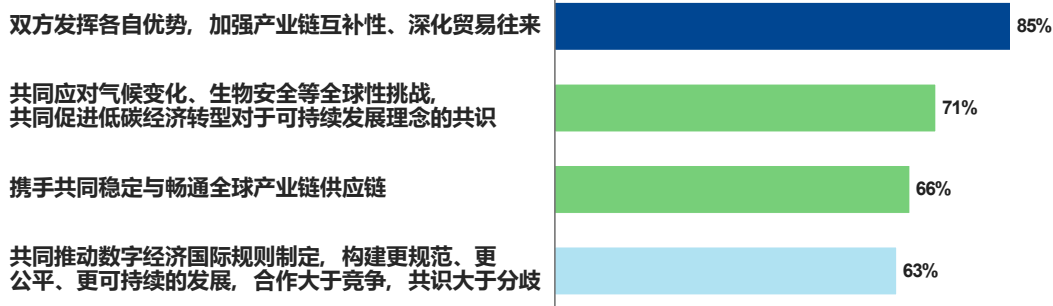 双方发挥各自优势，加强产业链互补性、深化贸易往来
85%
共同应对气候变化、生物安全等全球性挑战，
共同促进低碳经济转型对于可持续发展理念的共识
71%
携手共同稳定与畅通全球产业链供应链
66%
共同推动数字经济国际规则制定，构建更规范、更
公平、更可持续的发展，合作大于竞争，共识大于分歧
63%